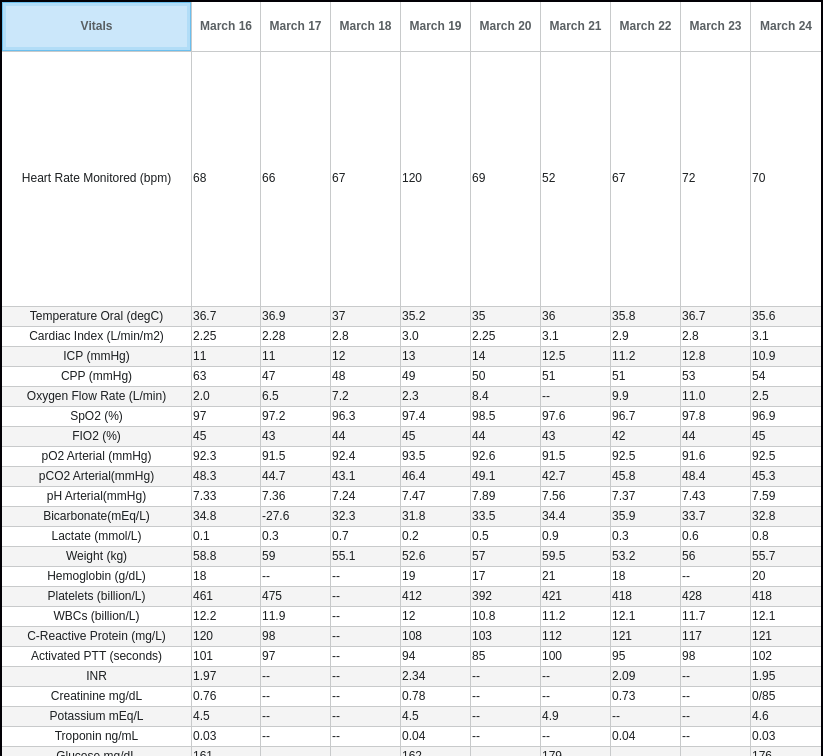 Vitals March 16 March 17 March 18 March 19 March 20 March 21 March 22 March 23 March 24
Heart Rate Monitored (bpm) 68 66 67 120 69 52 67 72 70
Temperature Oral (degC) 36.7 36.9 37 35.2 35 36 35.8 36.7 35.6
Cardiac Index (L/min/m2) 2.25 2.28 2.8 3.0 2.25 3.1 2.9 2.8 3.1
ICP (mmHg) 11 11 12 13 14 12.5 11.2 12.8 10.9
CPP (mmHg) 63 47 48 49 50 51 51 53 54
Oxygen Flow Rate (L/min) 2.0 6.5 7.2 2.3 8.4 -- 9.9 11.0 2.5
SpO2 (%) 97 97.2 96.3 97.4 98.5 97.6 96.7 97.8 96.9
FIO2 (%) 45 43 44 45 44 43 42 44 45
pO2 Arterial (mmHg) 92.3 91.5 92.4 93.5 92.6 91.5 92.5 91.6 92.5
pCO2 Arterial(mmHg) 48.3 44.7 43.1 46.4 49.1 42.7 45.8 48.4 45.3
pH Arterial(mmHg) 7.33 7.36 7.24 7.47 7.89 7.56 7.37 7.43 7.59
Bicarbonate(mEq/L) 34.8 -27.6 32.3 31.8 33.5 34.4 35.9 33.7 32.8
Lactate (mmol/L) 0.1 0.3 0.7 0.2 0.5 0.9 0.3 0.6 0.8
Weight (kg) 58.8 59 55.1 52.6 57 59.5 53.2 56 55.7
Hemoglobin (g/dL) 18 -- -- 19 17 21 18 -- 20
Platelets (billion/L) 461 475 -- 412 392 421 418 428 418
WBCs (billion/L) 12.2 11.9 -- 12 10.8 11.2 12.1 11.7 12.1
C-Reactive Protein (mg/L) 120 98 -- 108 103 112 121 117 121
Activated PTT (seconds) 101 97 -- 94 85 100 95 98 102
INR 1.97 -- -- 2.34 -- -- 2.09 -- 1.95
Creatinine mg/dL 0.76 -- -- 0.78 -- -- 0.73 -- 0/85
Potassium mEq/L 4.5 -- -- 4.5 -- 4.9 -- -- 4.6
Troponin ng/mL 0.03 -- -- 0.04 -- -- 0.04 -- 0.03
Glucose mg/dL 161 162 179 176